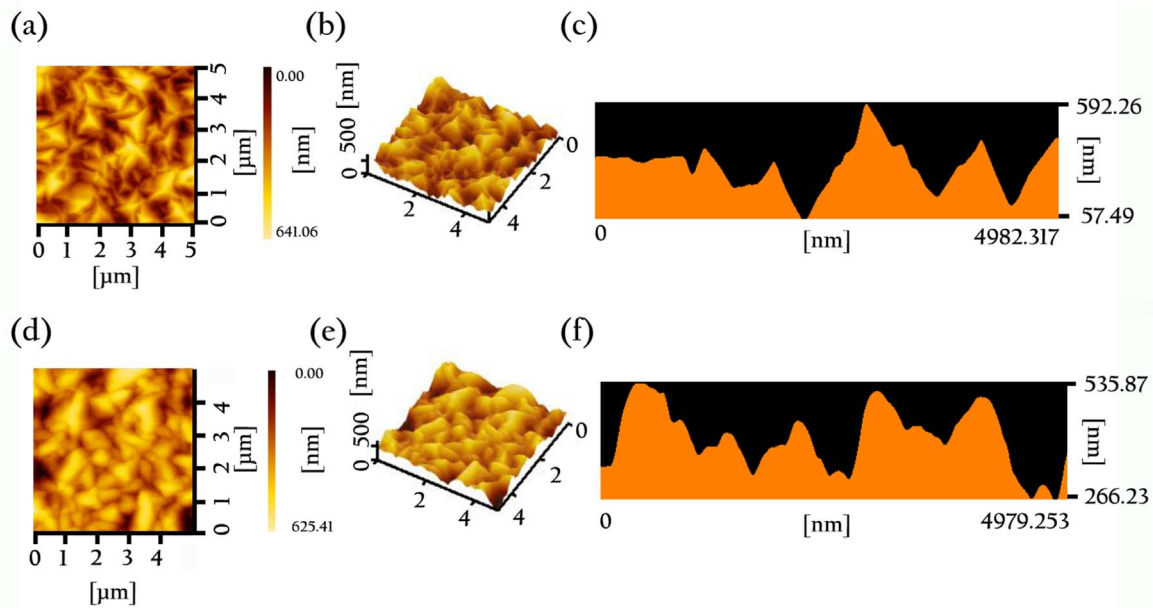 (a)
5
4
3
2
1
0
[µm]
0 1 2 3 4 5
[µm]
0.00
[nm]
641.06
(b)
[nm]
500
0
2
4
0
2
4
(c)
592.26
[nm]
57.49
0
[nm]
4982.317
(d)
4
3
2
1
0
[µm]
0 1 2 3 4
[µm]
0.00
[nm]
625.41
(e)
[nm]
500
0
2
4
0
2
4
(f)
535.87
[nm]
266.23
0
[nm]
4979.253